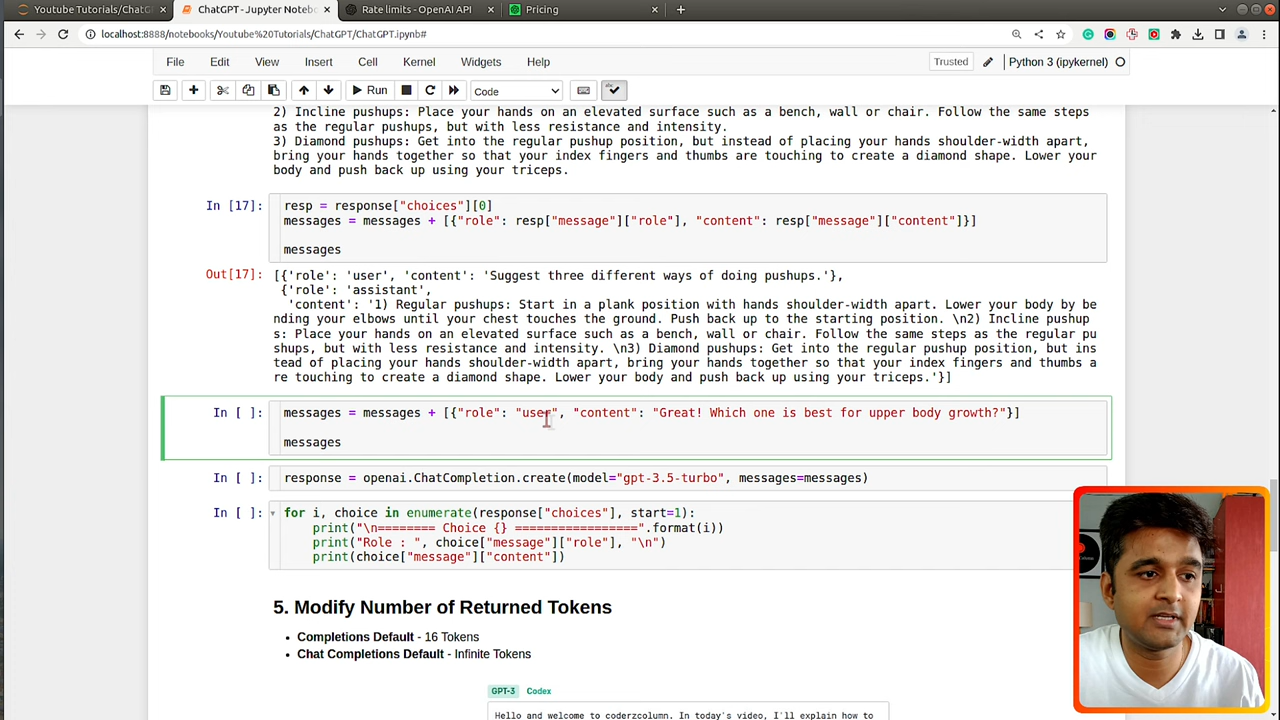 Youtube Tutorials/ChatG
ChatGPT - Jupyter Notebo
Rate limits - OpenAI API
Pricing
localhost:8888/notebooks/Youtube%20Tutorials/ChatGPT/ChatGPT.ipynb#
File Edit View Insert Cell Kernel Widgets Help
Trusted
Python 3 (ipykernel)
Run
Code
2) Incline pushups: Place your hands on an elevated surface such as a bench, wall or chair. Follow the same steps
as the regular pushups, but with less resistance and intensity.
3) Diamond pushups: Get into the regular pushup position, but instead of placing your hands shoulder-width apart,
bring your hands together so that your index fingers and thumbs are touching to create a diamond shape. Lower your
body and push back up using your triceps.
In [17]:
resp = response["choices"][0]
messages = messages + [{"role": resp["message"]["role"], "content": resp["message"]["content"]}]
messages
Out[17]:
[{'role': 'user', 'content': 'Suggest three different ways of doing pushups.'},
{'role': 'assistant',
'content': '1) Regular pushups: Start in a plank position with hands shoulder-width apart. Lower your body by be
nding your elbows until your chest touches the ground. Push back up to the starting position. \n2) Incline pushup
s: Place your hands on an elevated surface such as a bench, wall or chair. Follow the same steps as the regular pu
shups, but with less resistance and intensity. \n3) Diamond pushups: Get into the regular pushup position, but ins
tead of placing your hands shoulder-width apart, bring your hands together so that your index fingers and thumbs a
re touching to create a diamond shape. Lower your body and push back up using your triceps.'}]
In [ ]:
messages = messages + [{"role": "user", "content": "Great! Which one is best for upper body growth?"}]
messages
In [ ]:
response = openai.ChatCompletion.create(model="gpt-3.5-turbo", messages=messages)
In [ ]:
for i, choice in enumerate(response["choices"], start=1):
print("\n======== Choice {} =================".format(i))
print("Role : ", choice["message"]["role"], "\n")
print(choice["message"]["content"])
5. Modify Number of Returned Tokens
• Completions Default - 16 Tokens
• Chat Completions Default - Infinite Tokens
GPT-3 Codex
Hello and welcome to coderzcolumn. In today's video, I'll explain how to